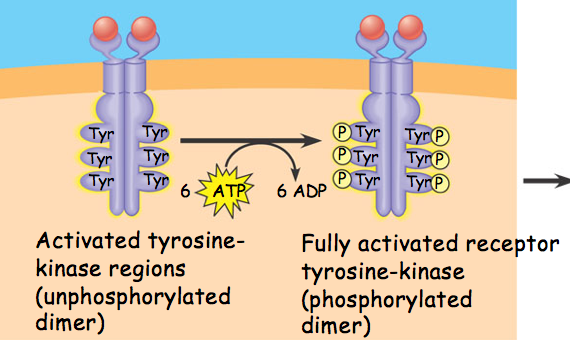 Tyr Tyr
Tyr Tyr
Tyr Tyr
6 ATP 6 ADP
P Tyr Tyr P
P Tyr Tyr P
P Tyr Tyr P
Activated tyrosine-
kinase regions
(unphosphorylated
dimer)
Fully activated receptor
tyrosine-kinase
(phosphorylated
dimer)